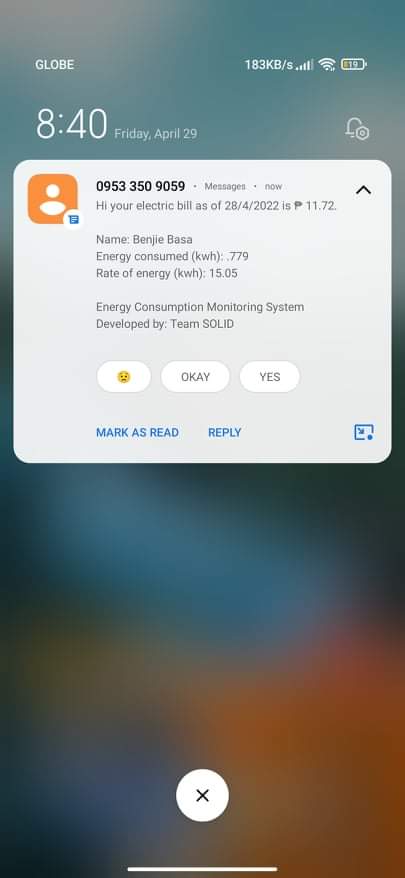 GLOBE 183KB/s 19
8:40 Friday, April 29
0953 350 9059 · Messages · now
Hi your electric bill as of 28/4/2022 is ₱ 11.72.
Name: Benjie Basa
Energy consumed (kwh): .779
Rate of energy (kwh): 15.05
Energy Consumption Monitoring System
Developed by: Team SOLID
😟 OKAY YES
MARK AS READ REPLY